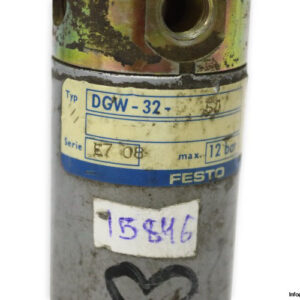 Typ DGW-32-
Serie E7 08 max. 12 bar
FESTO
15846